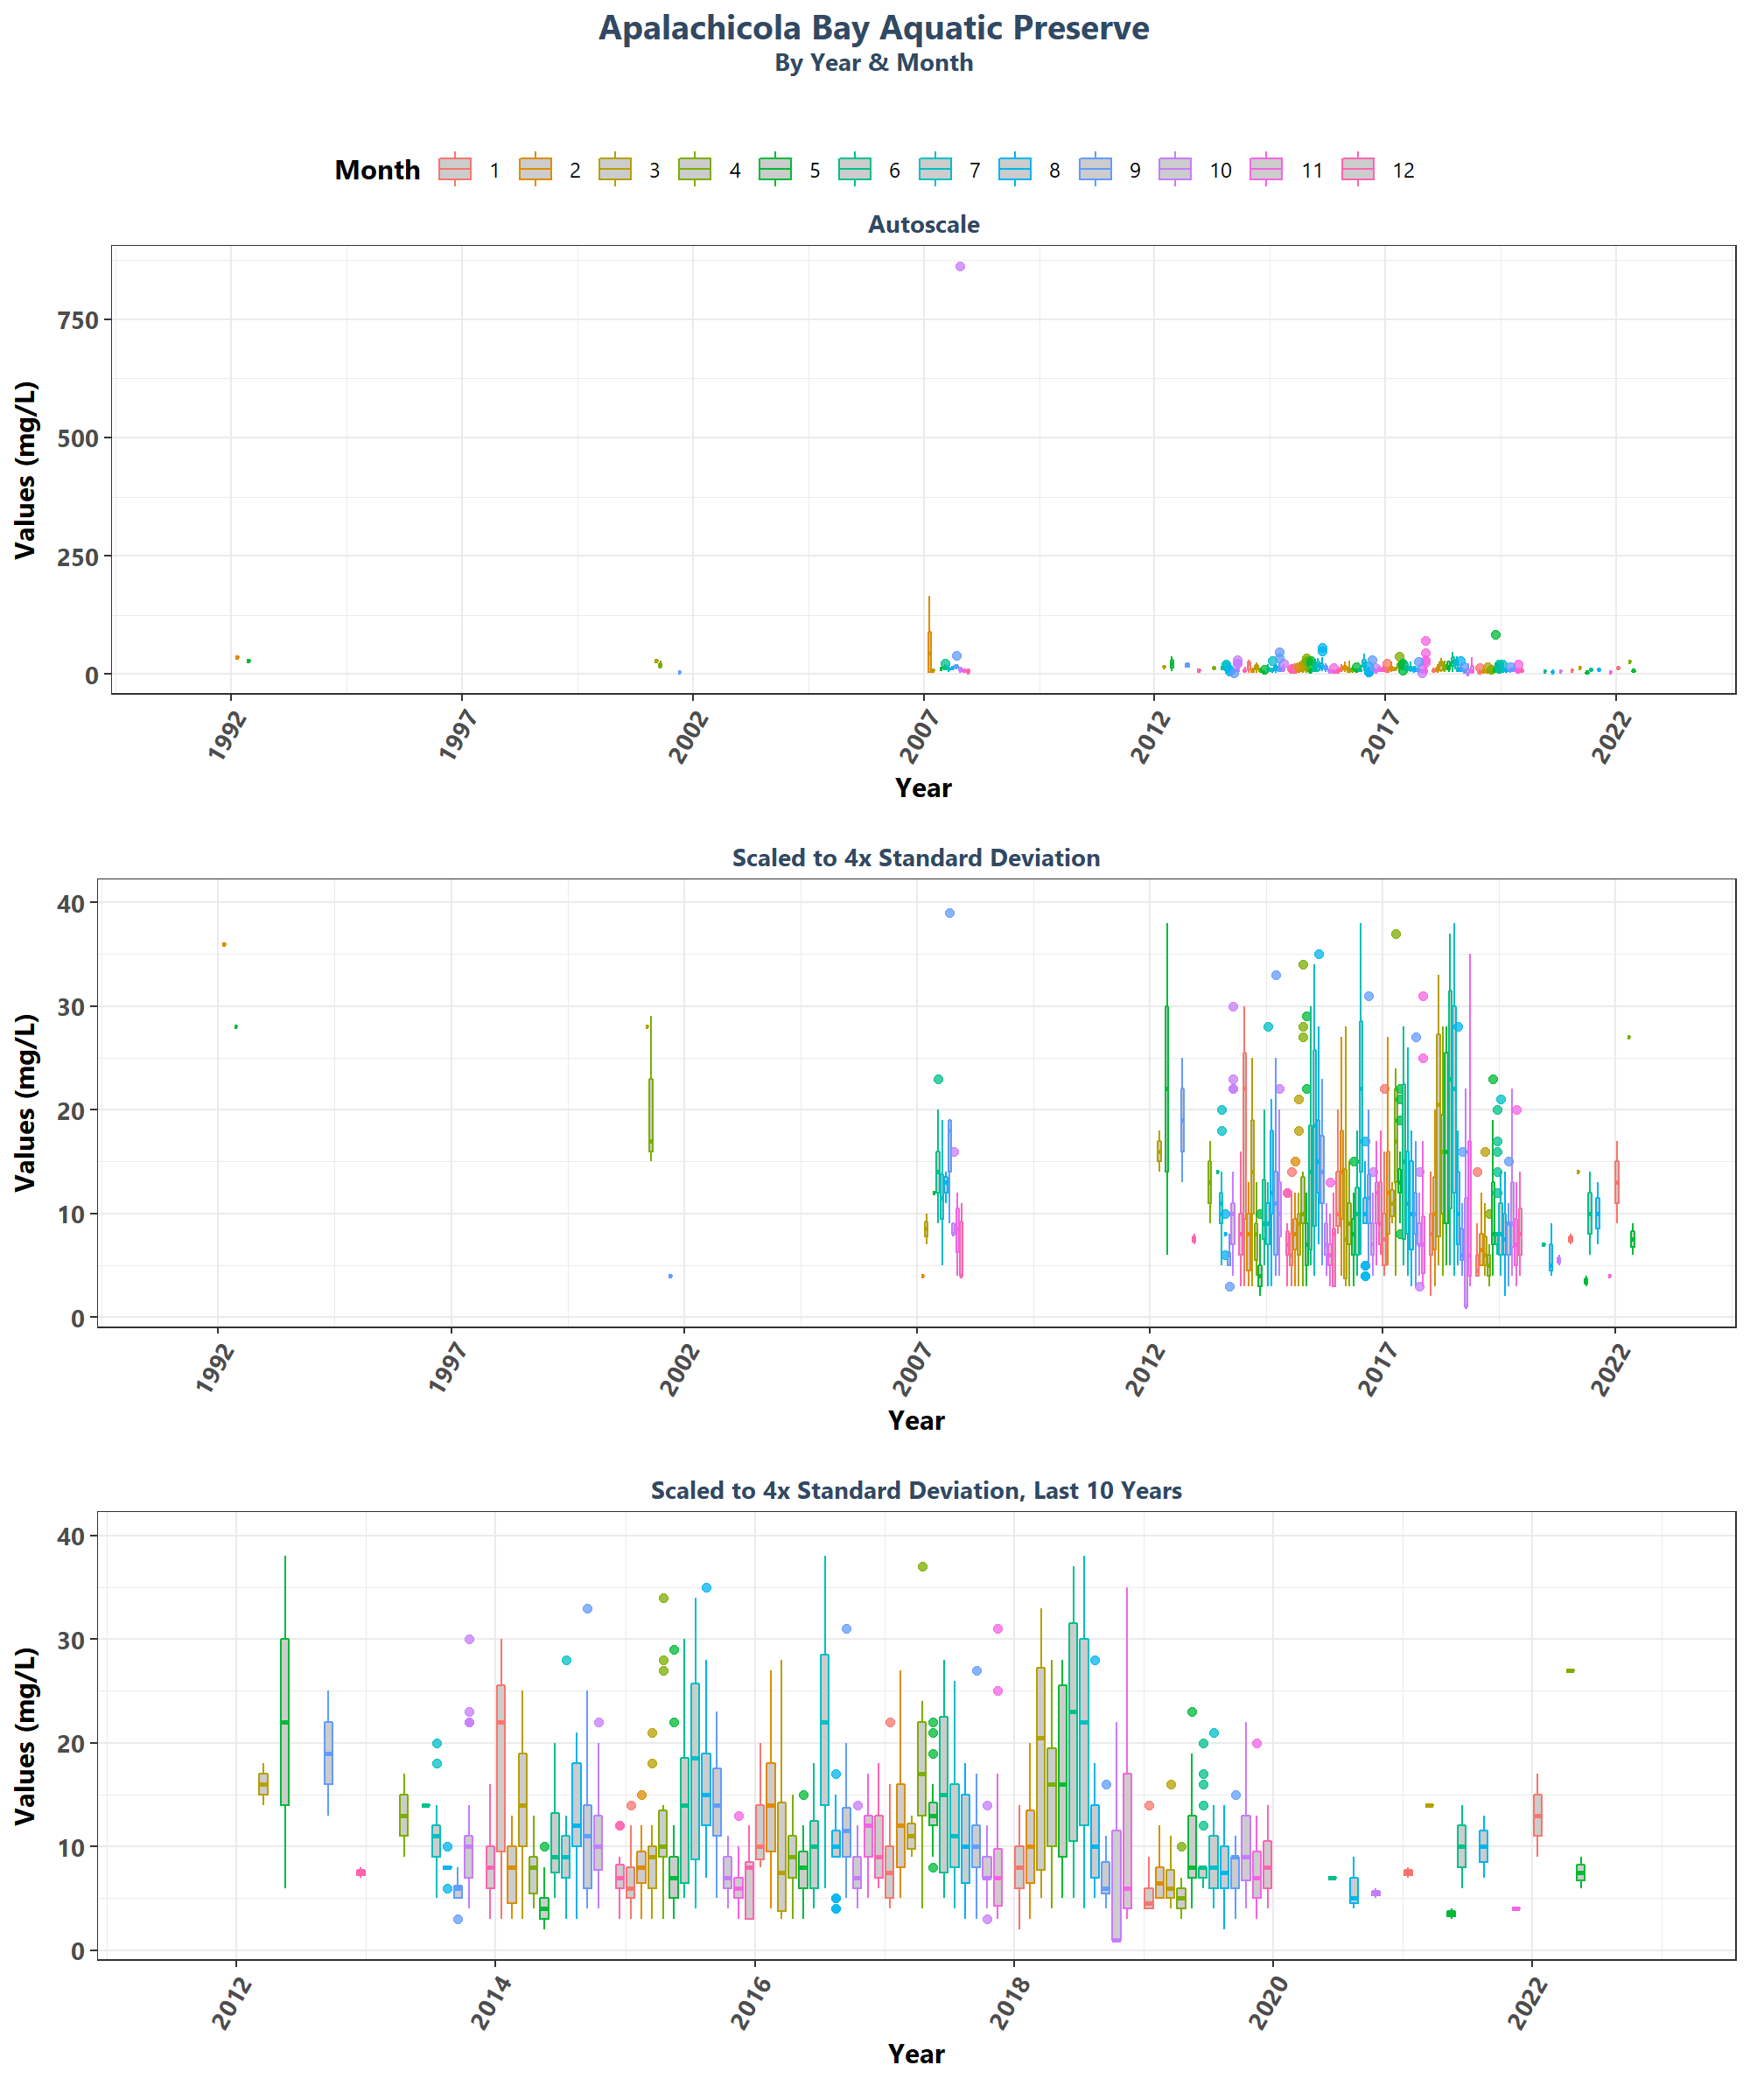 Apalachicola Bay Aquatic Preserve
By Year & Month
Month 1 2 3 4 5 6 7 8 9 10 11 12
Autoscale
Values (mg/L)
750
500
250
0
1992 1997 2002 2007 2012 2017 2022
Year
Scaled to 4x Standard Deviation
Values (mg/L)
40
30
20
10
0
1992 1997 2002 2007 2012 2017 2022
Year
Scaled to 4x Standard Deviation, Last 10 Years
Values (mg/L)
40
30
20
10
0
2012 2014 2016 2018 2020 2022
Year